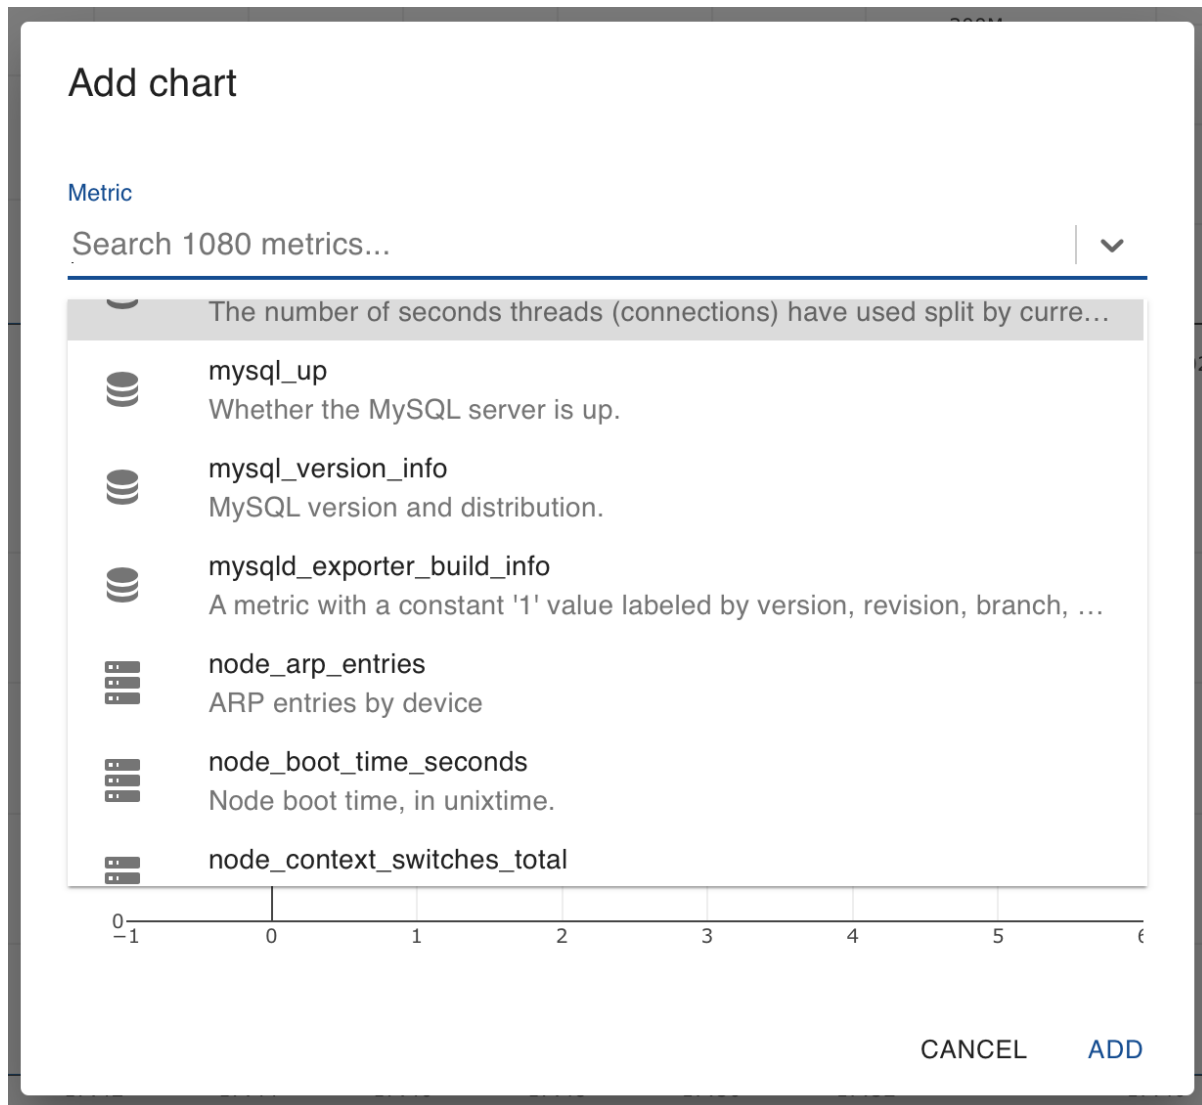 Add chart
Metric
Search 1080 metrics...
The number of seconds threads (connections) have used split by curre...
mysql_up
Whether the MySQL server is up.
mysql_version_info
MySQL version and distribution.
mysqld_exporter_build_info
A metric with a constant '1' value labeled by version, revision, branch, ...
node_arp_entries
ARP entries by device
node_boot_time_seconds
Node boot time, in unixtime.
node_context_switches_total
0
−1 0 1 2 3 4 5
CANCEL ADD